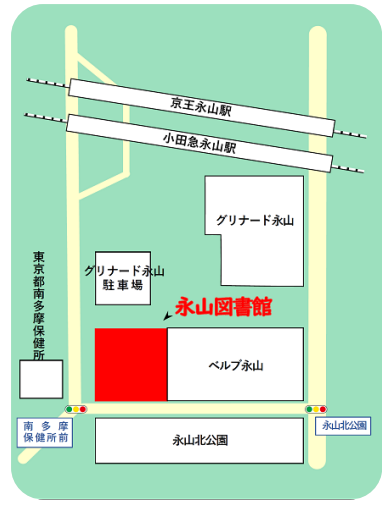 京王永山駅
小田急永山駅
グリナード永山
グリナード永山
駐車場
東京都南多摩保健所
永山図書館
ベルブ永山
南多摩
保健所前
永山北公園
永山北公園